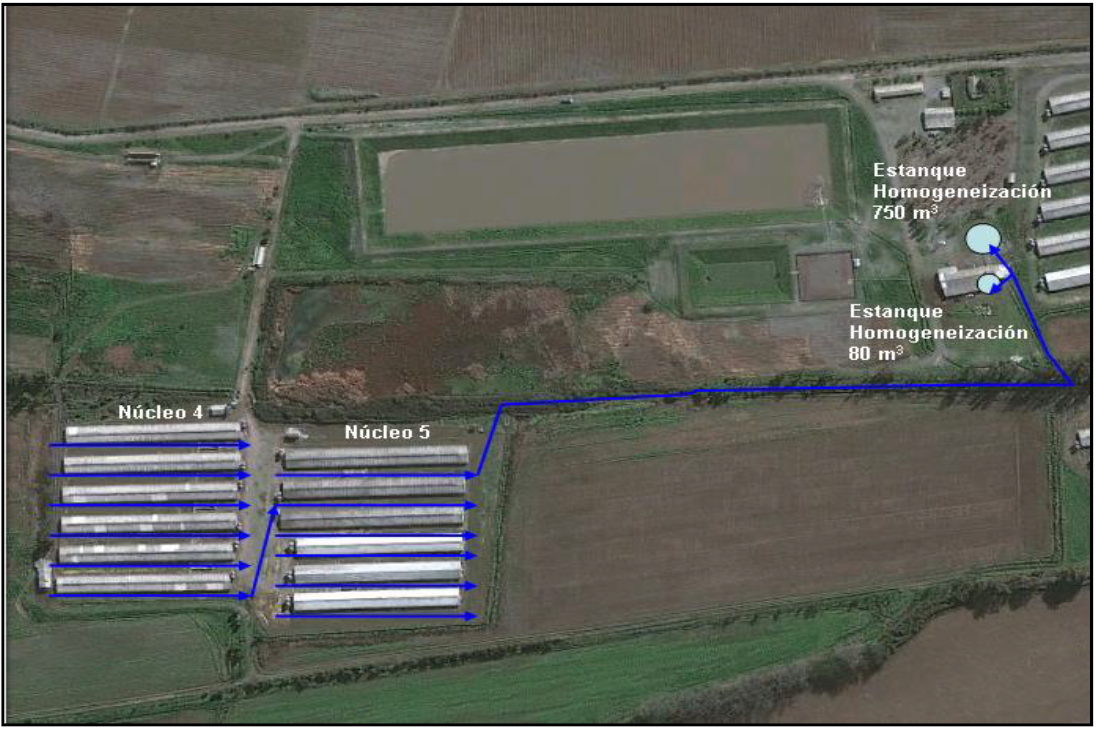 Estanque
Homogeneización
750 m³
Estanque
Homogeneización
80 m³
Núcleo 4
Núcleo 5